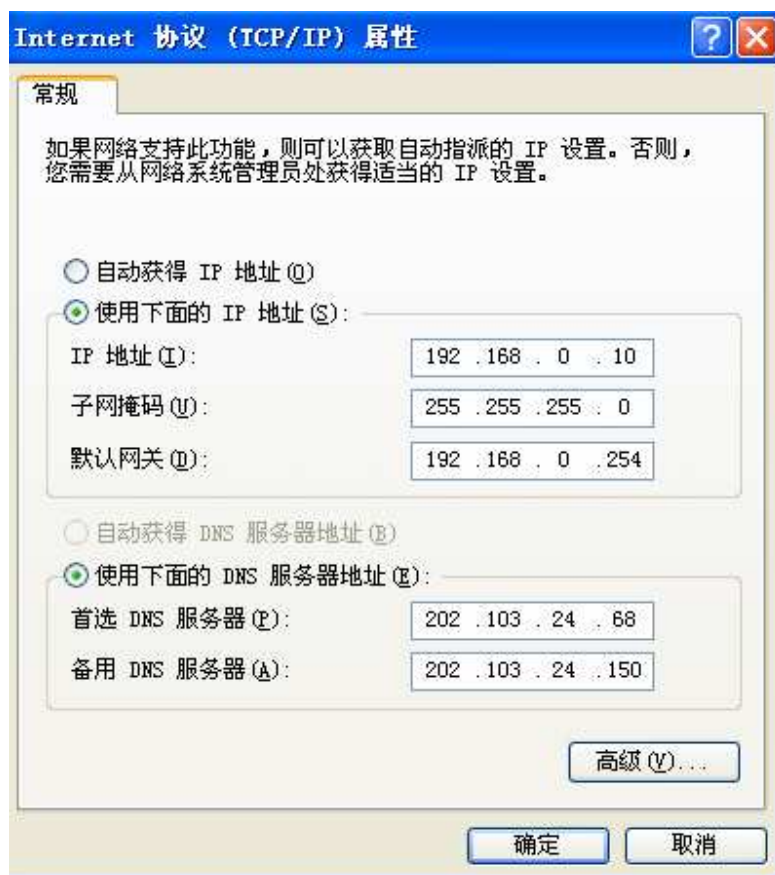 Internet 协议 (TCP/IP) 属性
常规
如果网络支持此功能，则可以获取自动指派的 IP 设置。否则，
您需要从网络系统管理员处获得适当的 IP 设置。
自动获得 IP 地址(O)
使用下面的 IP 地址(S):
IP 地址(I): 192 .168 . 0 . 10
子网掩码(U): 255 .255 .255 . 0
默认网关(D): 192 .168 . 0 .254
自动获得 DNS 服务器地址(B)
使用下面的 DNS 服务器地址(E):
首选 DNS 服务器(P): 202 .103 . 24 . 68
备用 DNS 服务器(A): 202 .103 . 24 .150
高级(V)...
确定 取消